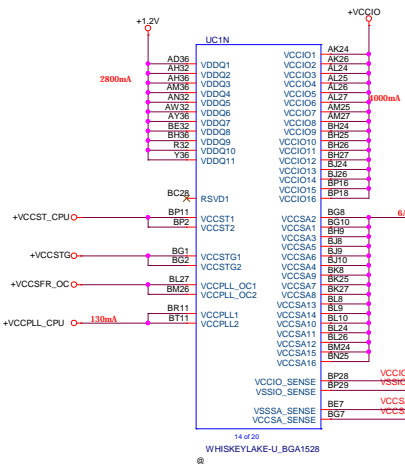 +1.2V
+VCCIO
UC1N
AD36 VDDQ1
AH32 VDDQ2
AH36 VDDQ3
AM36 VDDQ4
AN32 VDDQ5
AW32 VDDQ6
AY36 VDDQ7
BE32 VDDQ8
BH36 VDDQ9
R32 VDDQ10
Y36 VDDQ11
2800mA
VCCIO1 AK24
VCCIO2 AK26
VCCIO3 AL24
VCCIO4 AL25
VCCIO5 AL26
VCCIO6 AL27
VCCIO7 AM25
VCCIO8 AM27
VCCIO9 BH24
VCCIO10 BH25
VCCIO11 BH26
VCCIO12 BH27
VCCIO13 BJ24
VCCIO14 BJ26
VCCIO15 BP16
VCCIO16 BP18
4000mA
BC28 RSVD1
+VCCST_CPU BP11 VCCST1
BP2 VCCST2
+VCCSTG BG1 VCCSTG1
BG2 VCCSTG2
+VCCSFR_OC BL27 VCCPLL_OC1
BM26 VCCPLL_OC2
+VCCPLL_CPU 130mA BR11 VCCPLL1
BT11 VCCPLL2
VCCSA2 BG8
VCCSA1 BG10
VCCSA3 BH9
VCCSA5 BJ8
VCCSA6 BJ9
VCCSA4 BJ10
VCCSA9 BK8
VCCSA7 BK25
VCCSA8 BK27
VCCSA13 BL8
VCCSA14 BL9
VCCSA10 BL10
VCCSA11 BL24
VCCSA12 BL26
VCCSA15 BM24
VCCSA16 BN25
VCCIO_SENSE BP28 VCCIO
VSSIO_SENSE BP29 VSSIO
VSSSA_SENSE BE7 VCCS
VCCSA_SENSE BG7 VCCS
14 of 20
WHISKEYLAKE-U_BGA1528
@